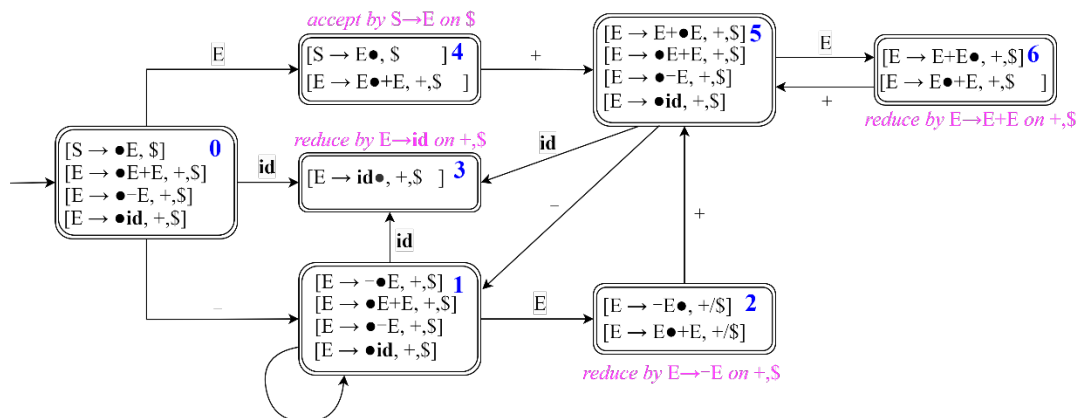 accept by S→E on $
[S → E●, $ ] 4
[E → E●+E, +,$ ]
E
+
[E → E+●E, +,$] 5
[E → ●E+E, +,$]
[E → ●−E, +,$]
[E → ●id, +,$]
E
+
[E → E+E●, +,$] 6
[E → E●+E, +,$ ]
reduce by E→E+E on +,$
[S → ●E, $] 0
[E → ●E+E, +,$]
[E → ●−E, +,$]
[E → ●id, +,$]
id
reduce by E→id on +,$
[E → id●, +,$ ] 3
id
id
−
+
−
[E → −●E, +,$] 1
[E → ●E+E, +,$]
[E → ●−E, +,$]
[E → ●id, +,$]
E
[E → −E●, +/$] 2
[E → E●+E, +/$]
reduce by E→−E on +,$